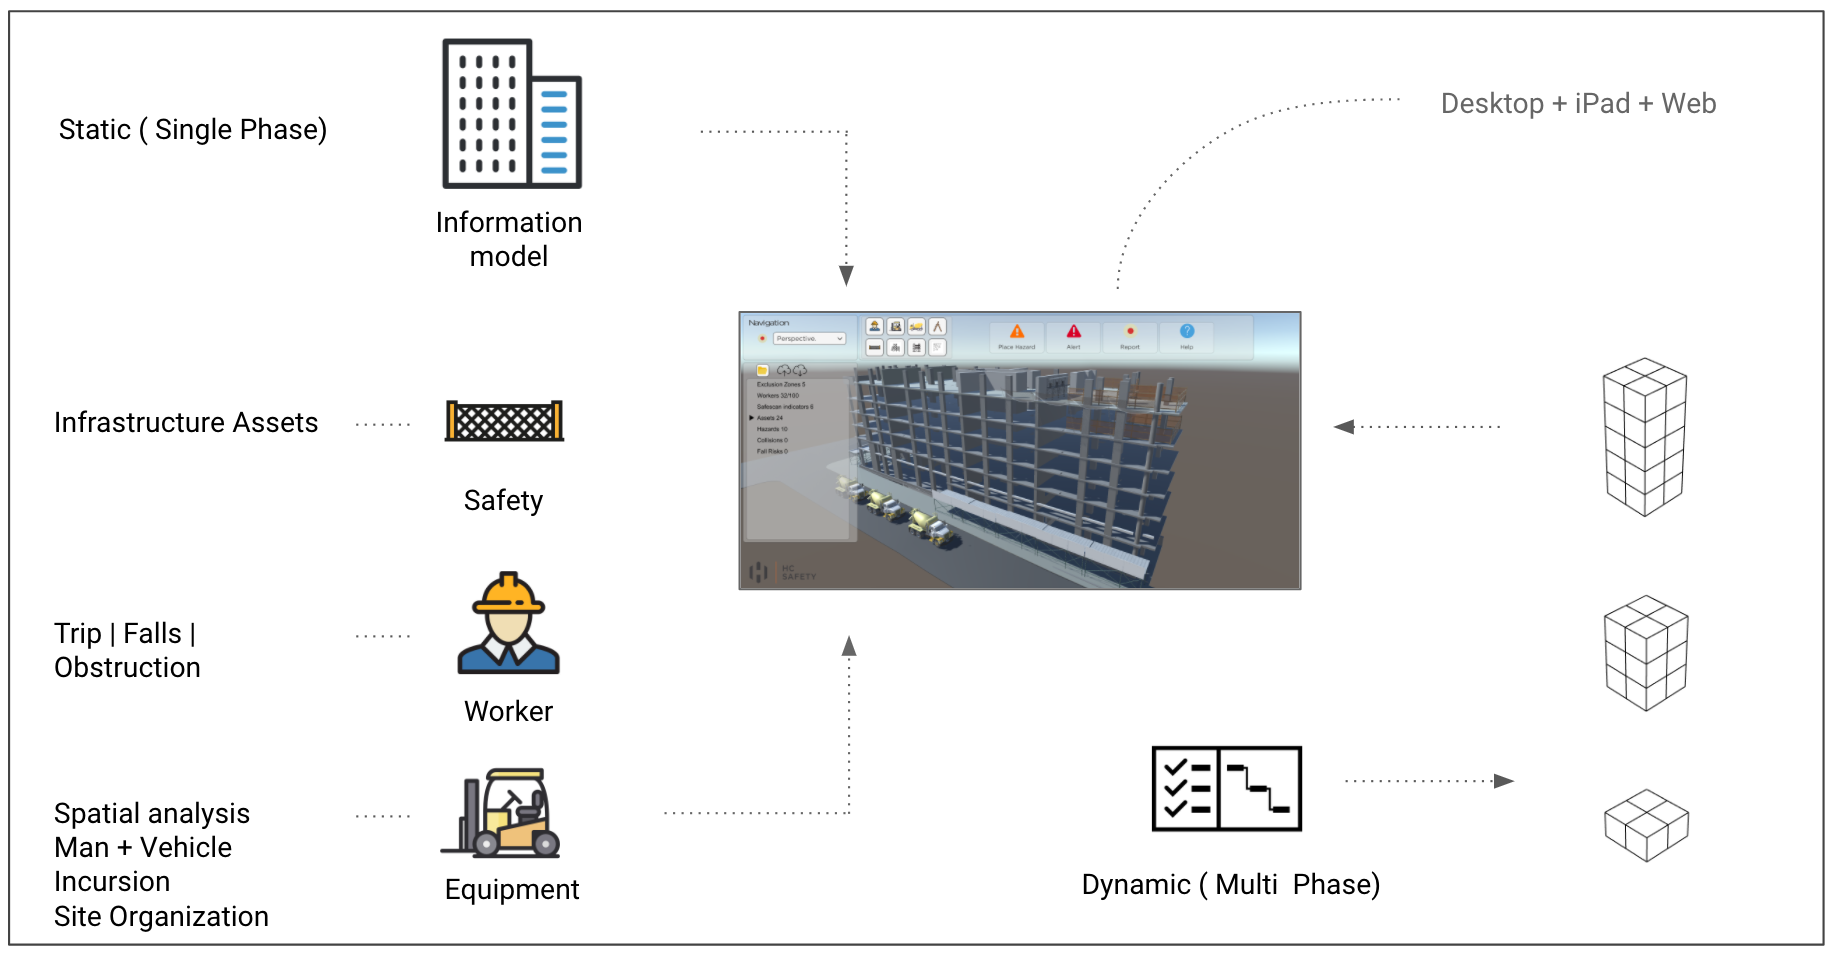 Static ( Single Phase)
Information
model
Desktop + iPad + Web
Navigation
Perspective.
Place Hazard
Alert
Report
Help
Exclusion Zones 5
Workers 32/100
Safescan indicators 6
Assets 24
Hazards 10
Collisions 0
Fall Risks 0
HC
SAFETY
Infrastructure Assets
Safety
Trip | Falls |
Obstruction
Worker
Spatial analysis
Man + Vehicle
Incursion
Site Organization
Equipment
Dynamic ( Multi  Phase)